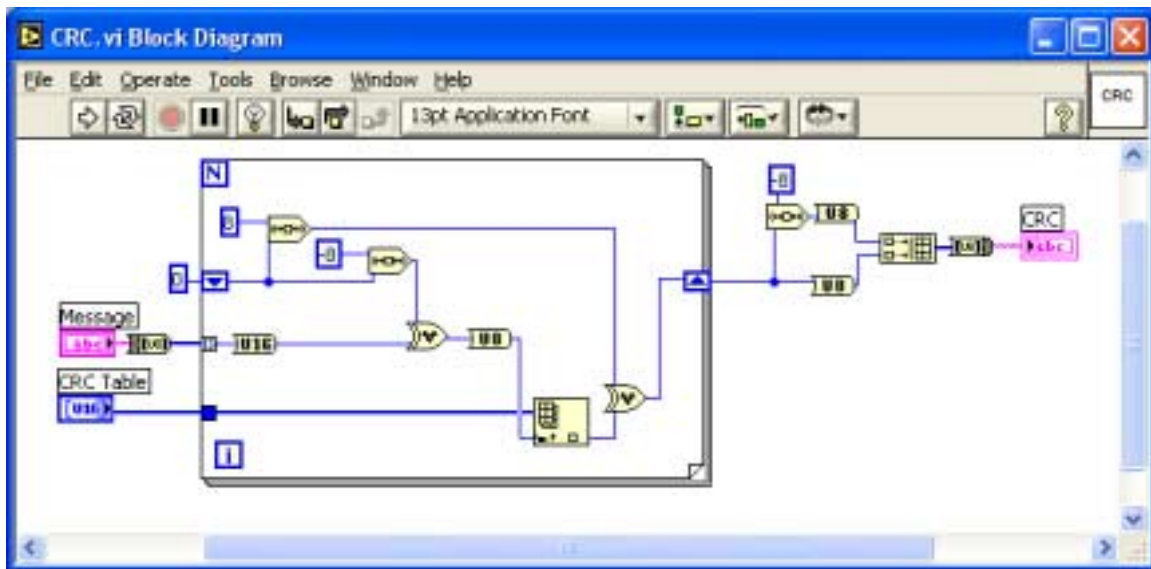 CRC.vi Block Diagram
File Edit Operate Tools Browse Window Help
13pt Application Font
CRC
N
8
-8
0
Message
abc
U16
U8
CRC Table
[U16]
i
-8
U8
U8
CRC
abc